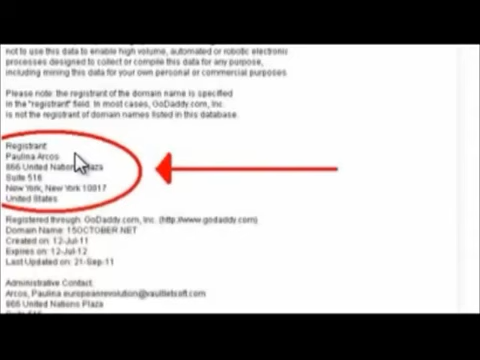 not to use this data to enable high volume, automated or robotic electronic
processes designed to collect or compile this data for any purpose,
including mining this data for your own personal or commercial purposes.
Please note: the registrant of the domain name is specified
in the "registrant" field. In most cases, GoDaddy.com, Inc.
is not the registrant of domain names listed in this database.
Registrant:
Paulina Arcos
866 United Nations Plaza
Suite 516
New York, New York 10017
United States
Registered through: GoDaddy.com, Inc. (http://www.godaddy.com)
Domain Name: 15OCTOBER.NET
Created on: 12-Jul-11
Expires on: 12-Jul-12
Last Updated on: 21-Sep-11
Administrative Contact:
Arcos, Paulina europeanrevolution@vaultletsoft.com
866 United Nations Plaza